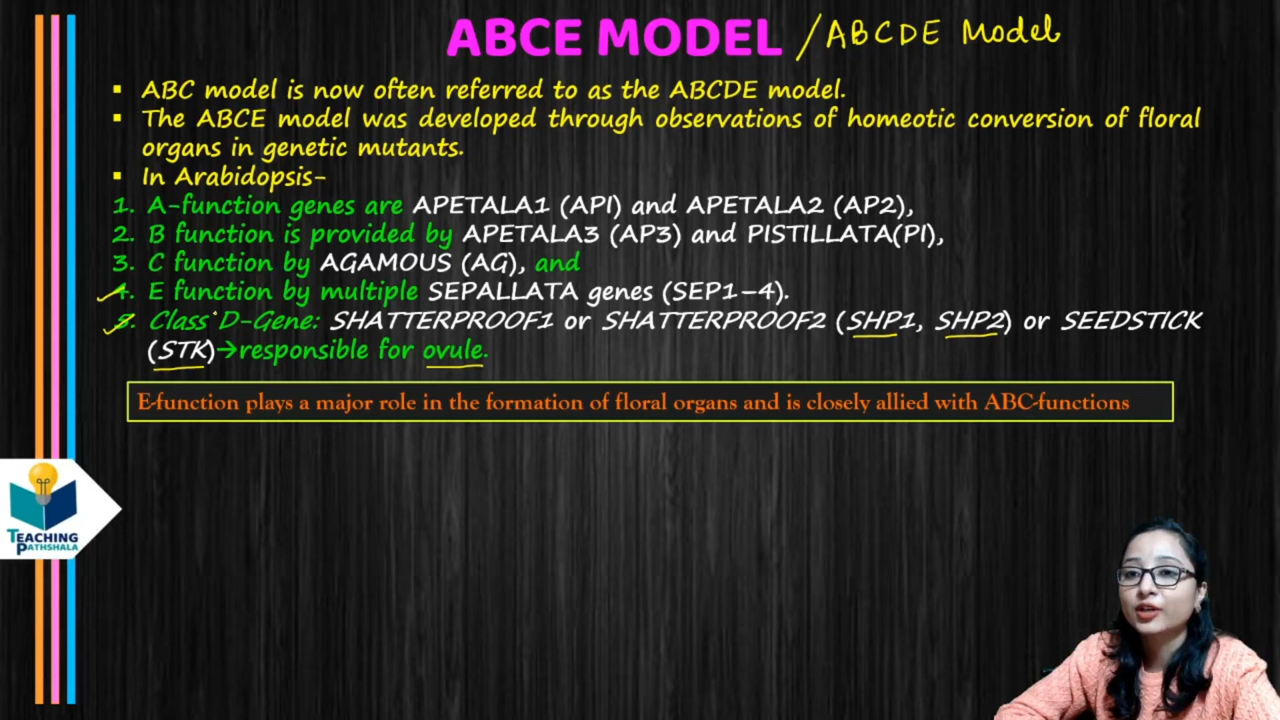 ABCE MODEL / ABCDE Model
▪ ABC model is now often referred to as the ABCDE model.
▪ The ABCE model was developed through observations of homeotic conversion of floral
organs in genetic mutants.
▪ In Arabidopsis-
1. A-function genes are APETALA1 (AP1) and APETALA2 (AP2),
2. B function is provided by APETALA3 (AP3) and PISTILLATA(PI),
3. C function by AGAMOUS (AG), and
4. E function by multiple SEPALLATA genes (SEP1–4).
5. Class D-Gene: SHATTERPROOF1 or SHATTERPROOF2 (SHP1, SHP2) or SEEDSTICK
(STK)→responsible for ovule.
E-function plays a major role in the formation of floral organs and is closely allied with ABC-functions
TEACHING
PATHSHALA